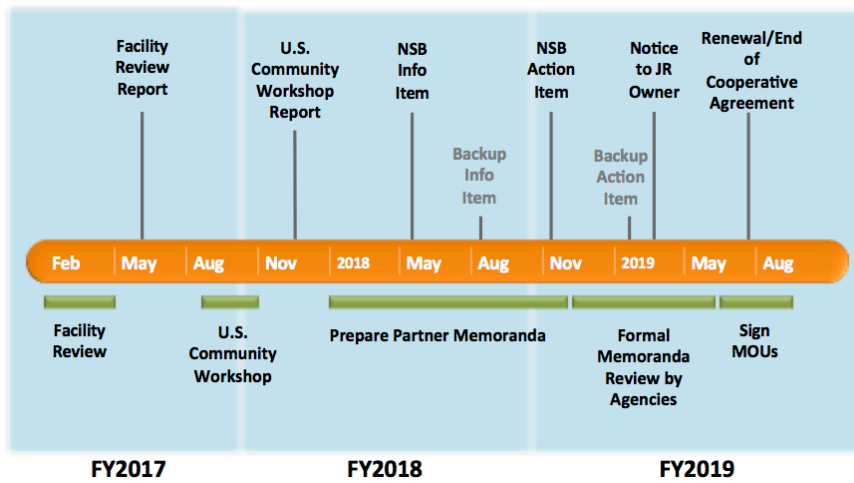 Facility
Review
Report
U.S.
Community
Workshop
Report
NSB
Info
Item
Backup
Info
Item
NSB
Action
Item
Backup
Action
Item
Notice
to JR
Owner
Renewal/End
of
Cooperative
Agreement
Feb May Aug Nov 2018 May Aug Nov 2019 May Aug
Facility
Review
U.S.
Community
Workshop
Prepare Partner Memoranda
Formal
Memoranda
Review by
Agencies
Sign
MOUs
FY2017 FY2018 FY2019